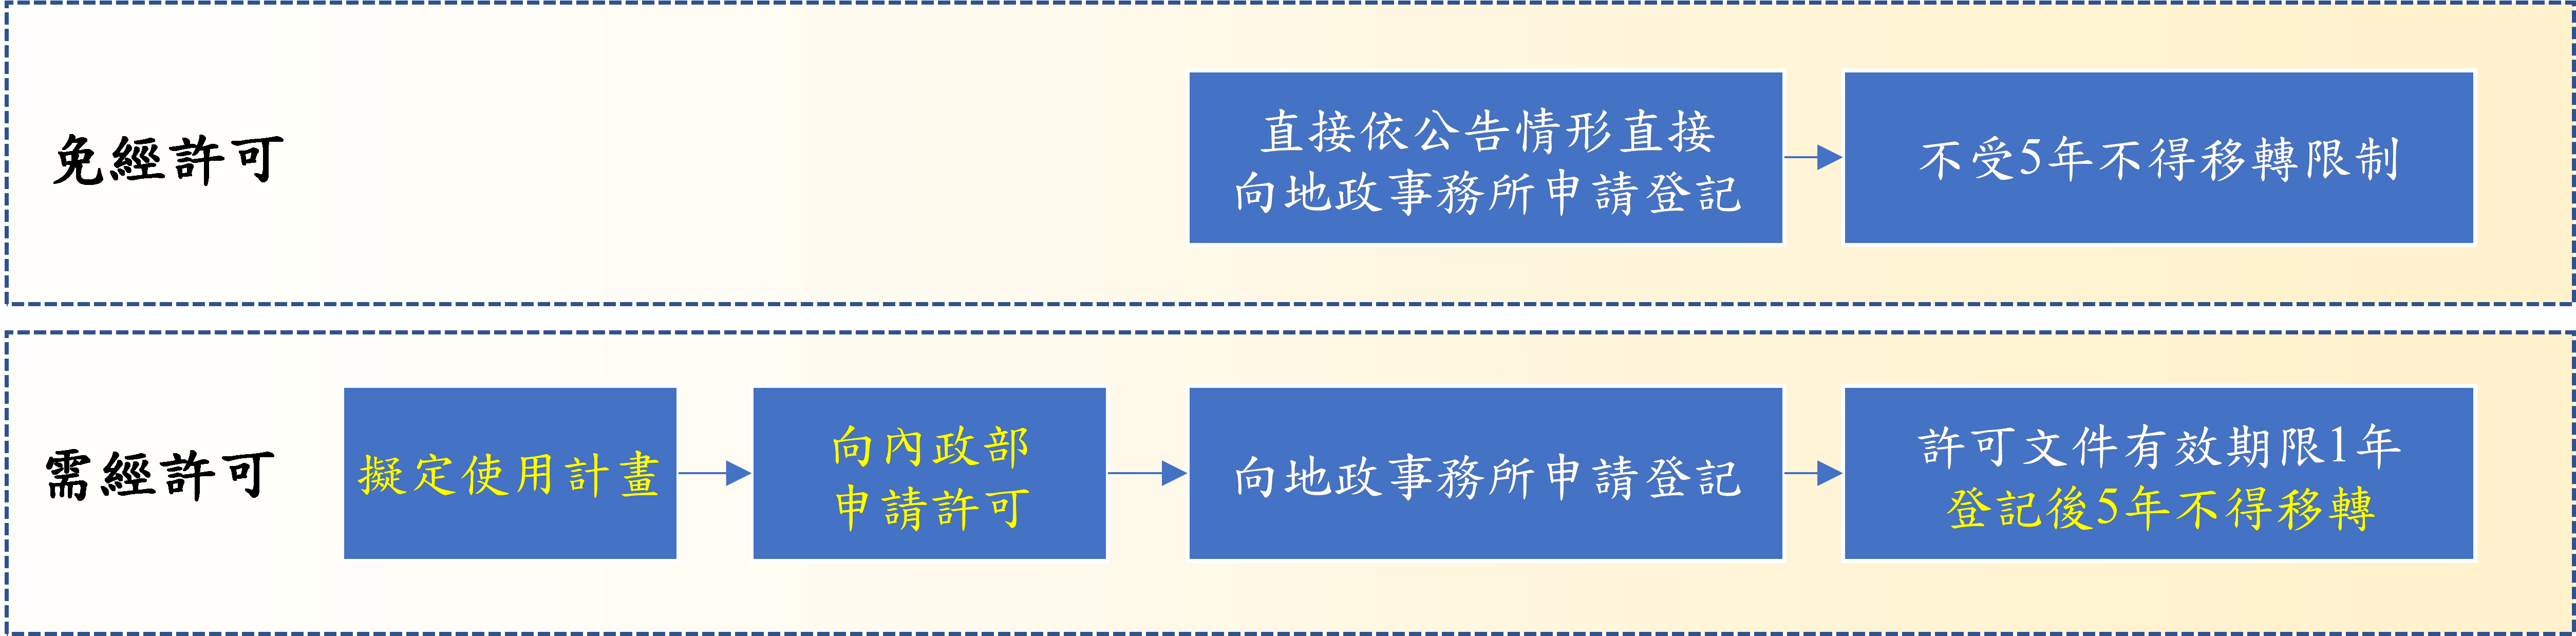 免經許可
直接依公告情形直接
向地政事務所申請登記
不受5年不得移轉限制
需經許可
擬定使用計畫
向內政部
申請許可
向地政事務所申請登記
許可文件有效期限1年
登記後5年不得移轉